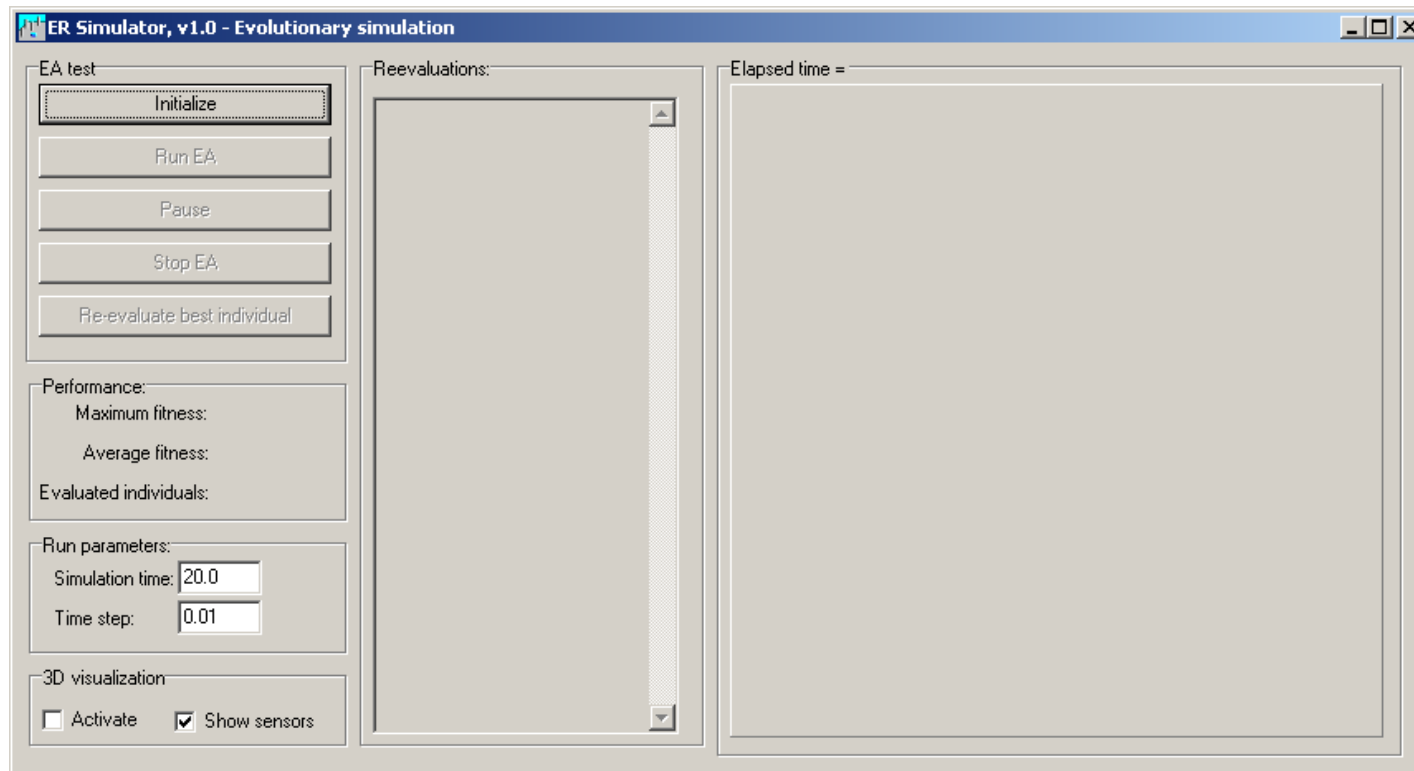 ER Simulator, v1.0 - Evolutionary simulation
EA test
Initialize
Run EA
Pause
Stop EA
Re-evaluate best individual
Performance:
Maximum fitness:
Average fitness:
Evaluated individuals:
Run parameters:
Simulation time: 20.0
Time step: 0.01
3D visualization
Activate Show sensors
Reevaluations:
Elapsed time =